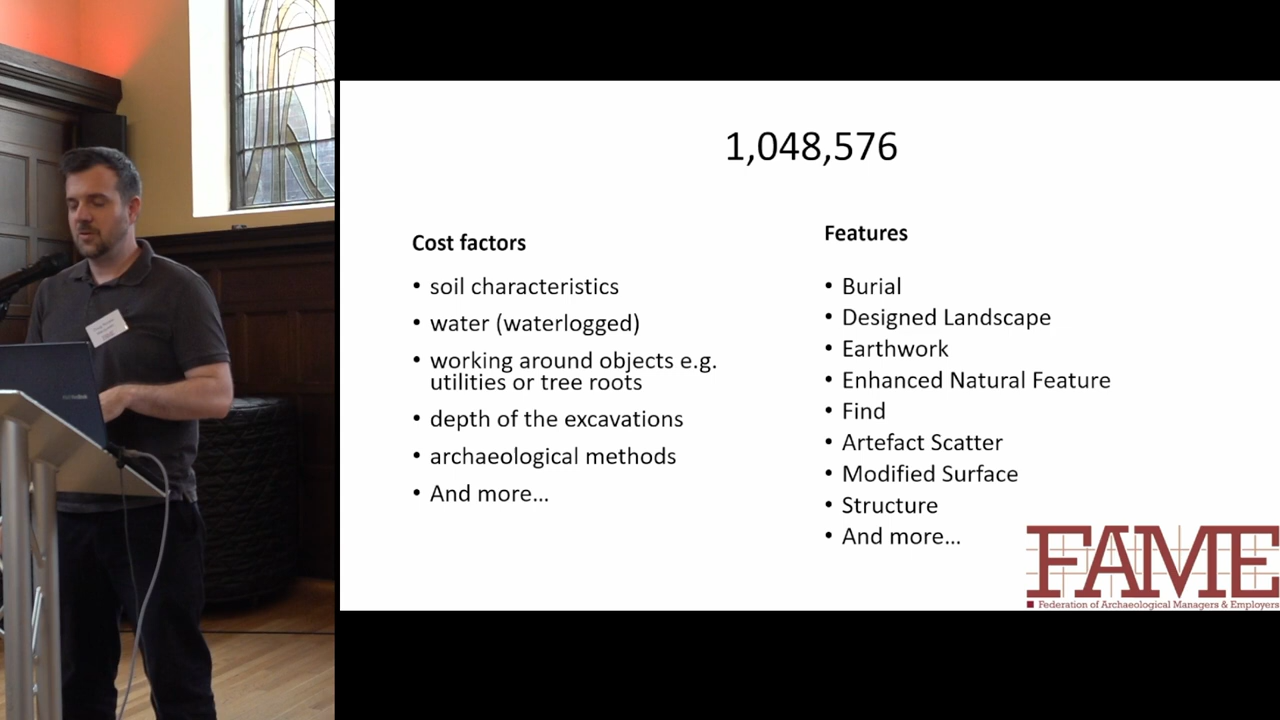 1,048,576
Cost factors
• soil characteristics
• water (waterlogged)
• working around objects e.g.
utilities or tree roots
• depth of the excavations
• archaeological methods
• And more…
Features
• Burial
• Designed Landscape
• Earthwork
• Enhanced Natural Feature
• Find
• Artefact Scatter
• Modified Surface
• Structure
• And more…
FAME
Federation of Archaeological Managers & Employers